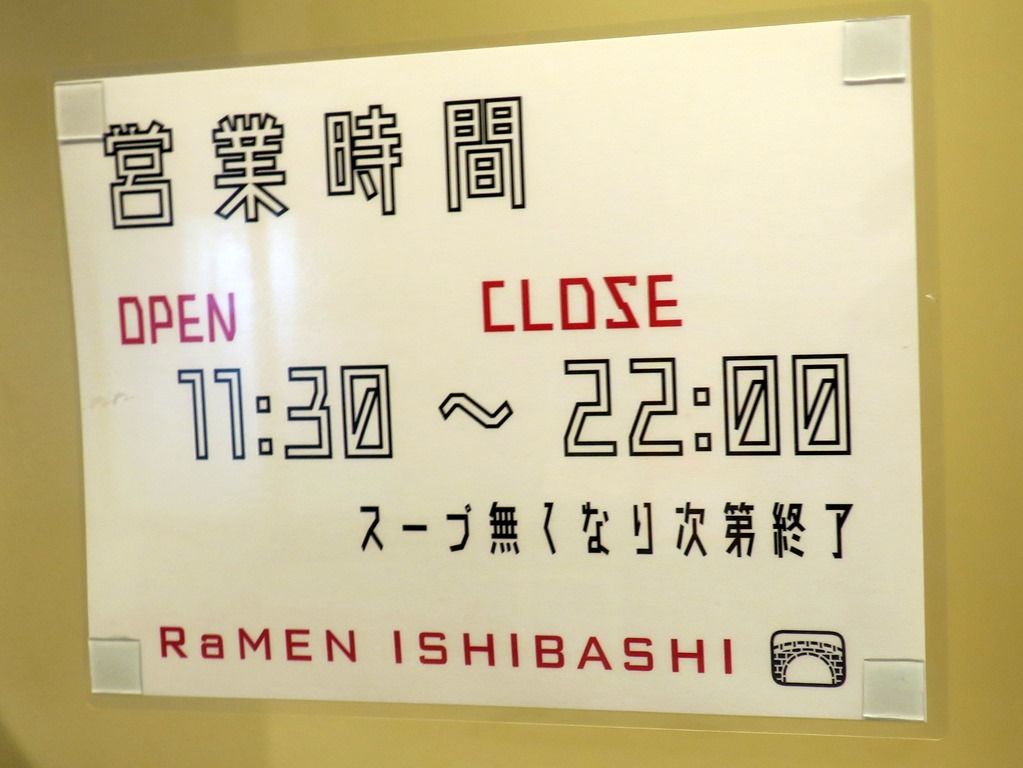 営業時間
OPEN CLOSE
11:30 〜 22:00
スープ無くなり次第終了
RaMEN ISHIBASHI